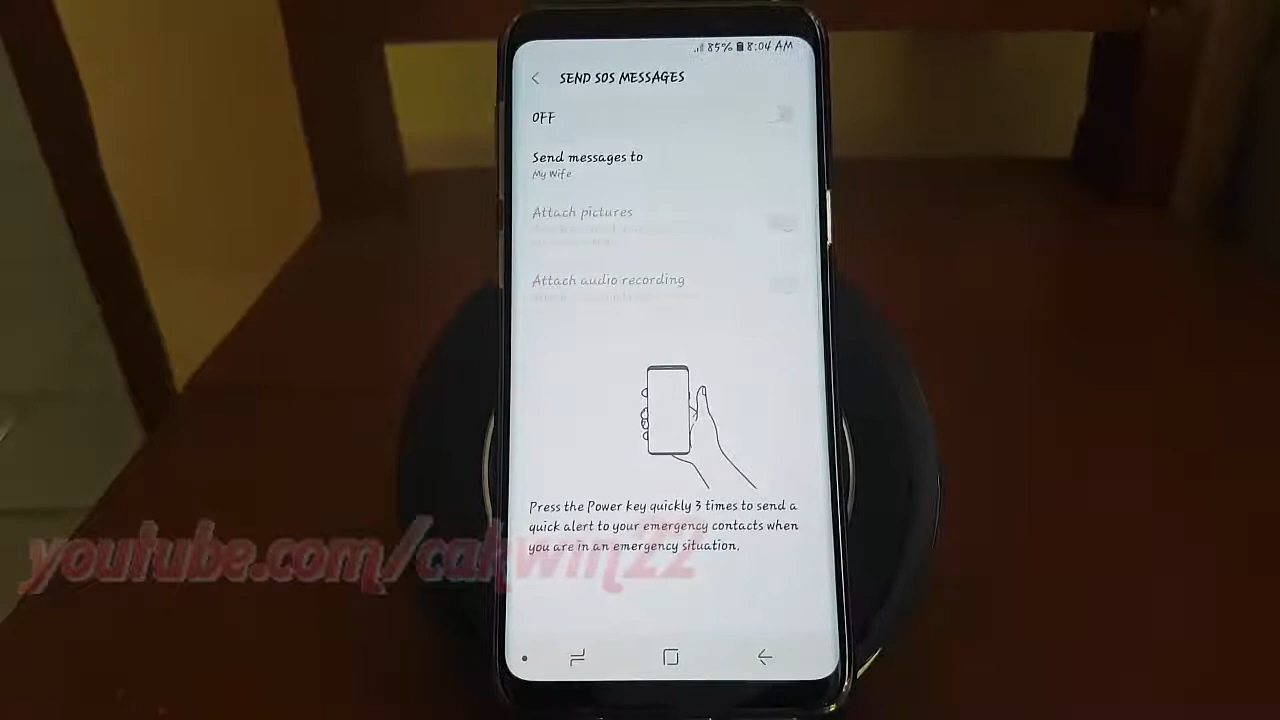 85% 8:04 AM
SEND SOS MESSAGES
OFF
Send messages to
My Wife
Attach pictures
Attach audio recording
Press the Power key quickly 3 times to send a
quick alert to your emergency contacts when
you are in an emergency situation.
youtube.com/cakwin22